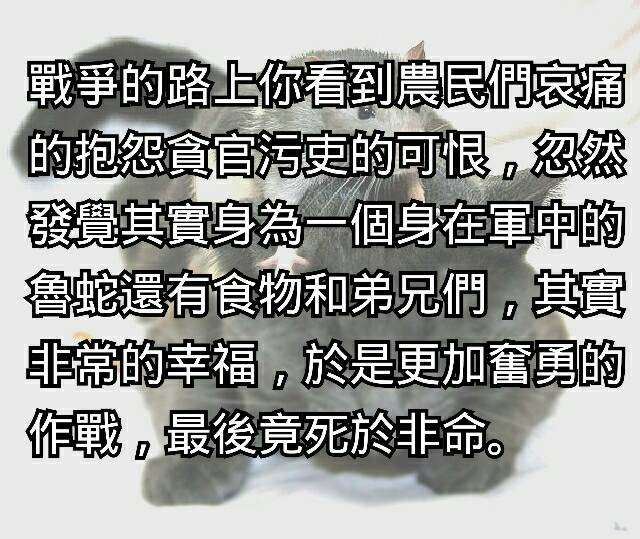 戰爭的路上你看到農民們哀痛
的抱怨貪官污吏的可恨，忽然
發覺其實身為一個身在軍中的
魯蛇還有食物和弟兄們，其實
非常的幸福，於是更加奮勇的
作戰，最後竟死於非命。